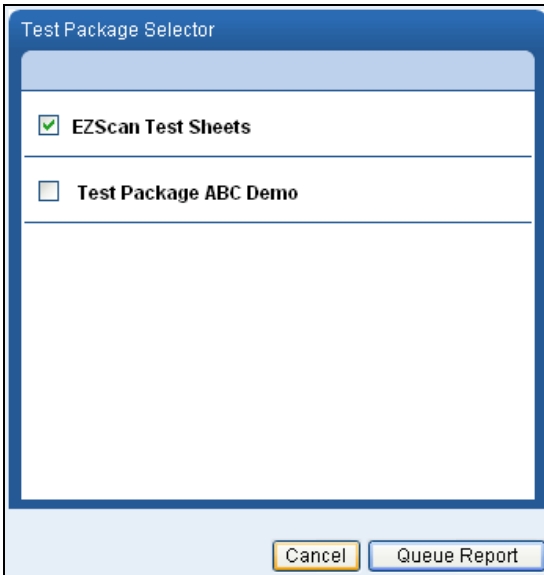 Test Package Selector
EZScan Test Sheets
Test Package ABC Demo
Cancel Queue Report